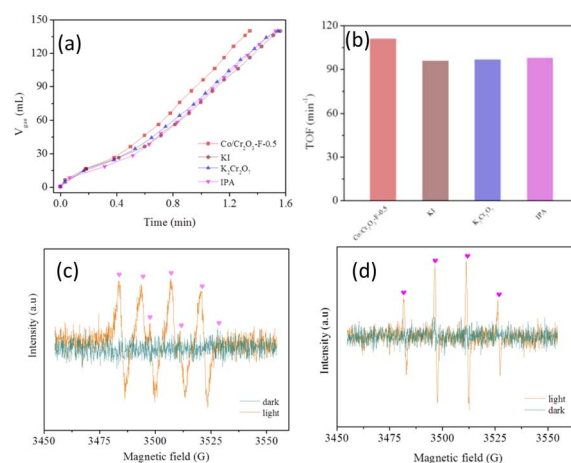 (a)
150
120
90
60
30
0
V gas (mL)
Co/Cr2O3-F-0.5
KI
K2Cr2O7
IPA
0.0 0.4 0.8 1.2 1.6
Time (min)
(b)
120
90
60
30
0
TOF (min-1)
Co/Cr2O3-F-0.5
KI
K2Cr2O7
IPA
(c)
Intensity (a.u)
dark
light
3450 3475 3500 3525 3550
Magnetic field (G)
(d)
Intensity (a.u)
light
dark
3450 3475 3500 3525 3550
Magnetic field (G)